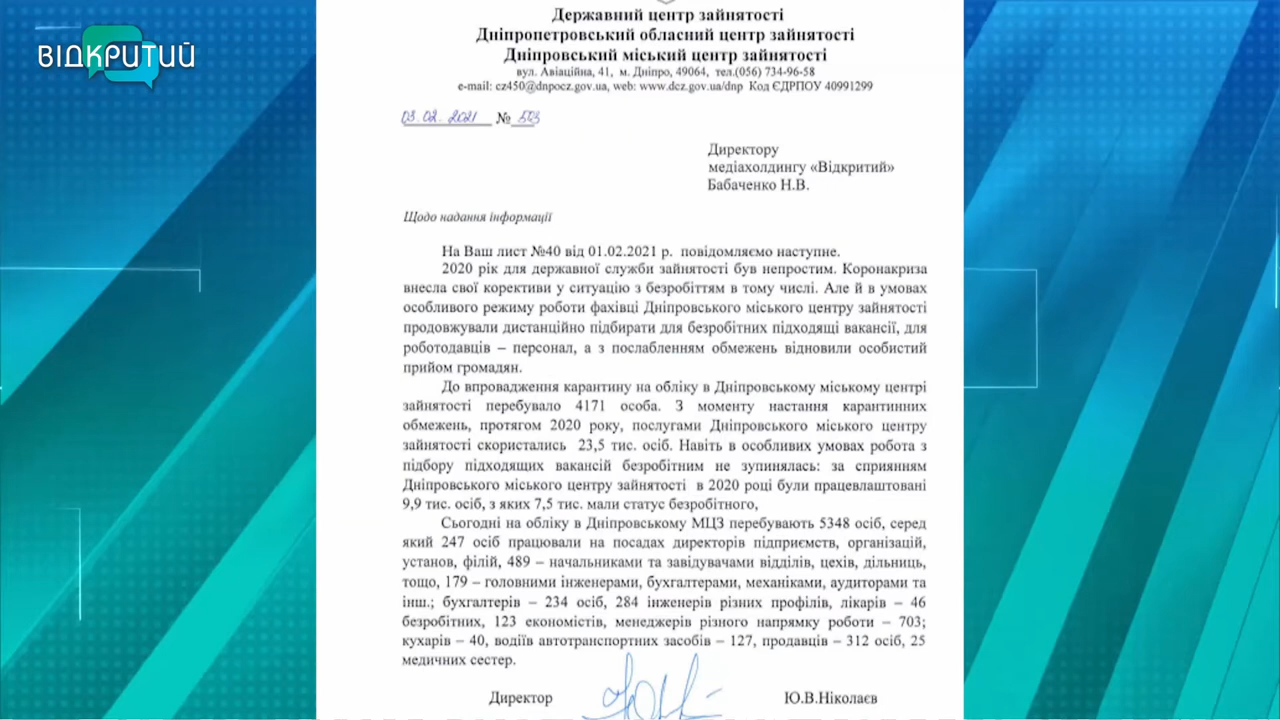 ВІДКРИТИЙ
Державний центр зайнятості
Дніпропетровський обласний центр зайнятості
Дніпровський міський центр зайнятості
вул. Авіаційна, 41, м. Дніпро, 49064, тел.(056) 734-96-58
e-mail: cz450@dnpocz.gov.ua, web: www.dcz.gov.ua/dnp Код ЄДРПОУ 40991299
03.02.2021 № 503
Директору
медіахолдингу «Відкритий»
Бабаченко Н.В.
Щодо надання інформації
На Ваш лист №40 від 01.02.2021 р. повідомляємо наступне.
2020 рік для державної служби зайнятості був непростим. Коронакриза
внесла свої корективи у ситуацію з безробіттям в тому числі. Але й в умовах
особливого режиму роботи фахівці Дніпровського міського центру зайнятості
продовжували дистанційно підбирати для безробітних підходящі вакансії, для
роботодавців – персонал, а з послабленням обмежень відновили особистий
прийом громадян.
До впровадження карантину на обліку в Дніпровському міському центрі
зайнятості перебувало 4171 особа. З моменту настання карантинних
обмежень, протягом 2020 року, послугами Дніпровського міського центру
зайнятості скористались 23,5 тис. осіб. Навіть в особливих умовах робота з
підбору підходящих вакансій безробітним не зупинялась: за сприянням
Дніпровського міського центру зайнятості в 2020 році були працевлаштовані
9,9 тис. осіб, з яких 7,5 тис. мали статус безробітного,
Сьогодні на обліку в Дніпровському МЦЗ перебувають 5348 осіб, серед
який 247 осіб працювали на посадах директорів підприємств, організацій,
установ, філій, 489 – начальниками та завідувачами відділів, цехів, дільниць,
тощо, 179 – головними інженерами, бухгалтерами, механіками, аудиторами та
інш.; бухгалтерів – 234 осіб, 284 інженерів різних профілів, лікарів – 46
безробітних, 123 економістів, менеджерів різного напрямку роботи – 703;
кухарів – 40, водіїв автотранспортних засобів – 127, продавців – 312 осіб, 25
медичних сестер.
Директор Ю.В.Ніколаєв